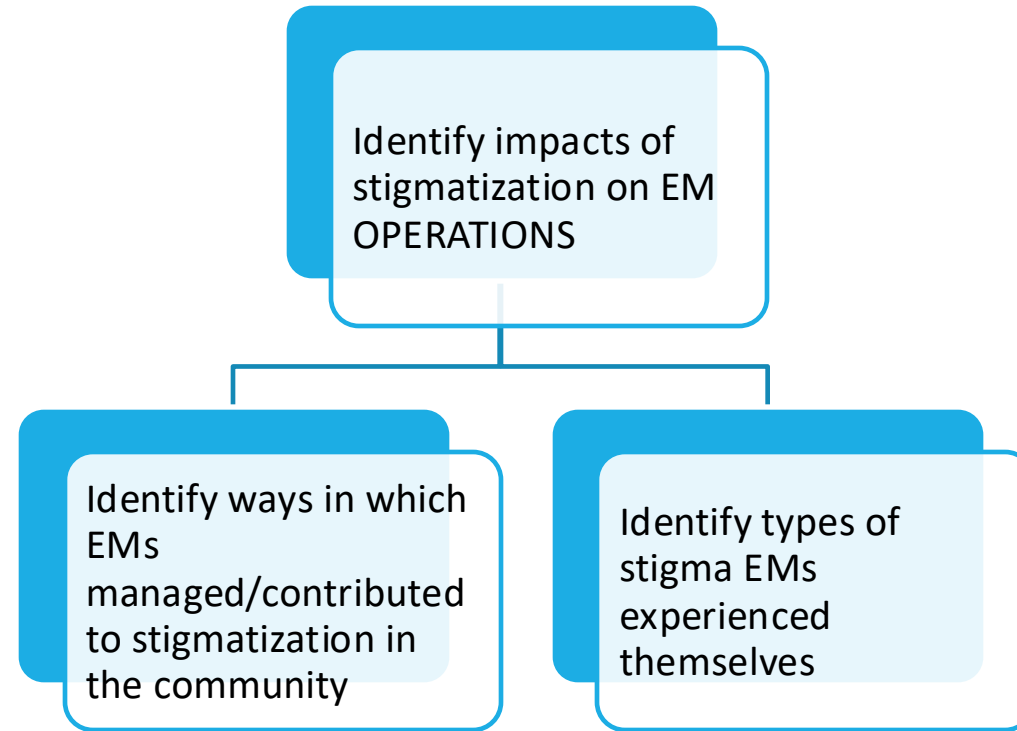 Identify impacts of
stigmatization on EM
OPERATIONS
Identify ways in which
EMs
managed/contributed
to stigmatization in
the community
Identify types of
stigma EMs
experienced
themselves